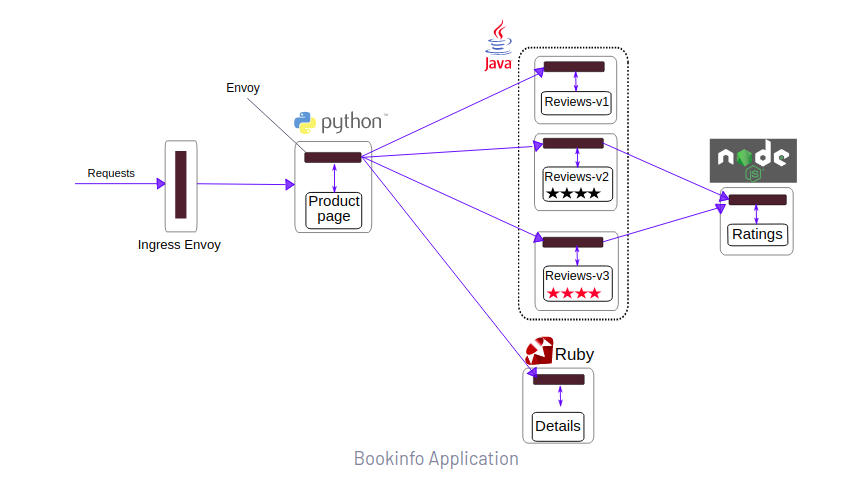 Java
Envoy
python™
Reviews-v1
Requests
Reviews-v2
★★★★
node
JS
Product
page
Ingress Envoy
Ratings
Reviews-v3
★★★★
Ruby
Details
Bookinfo Application